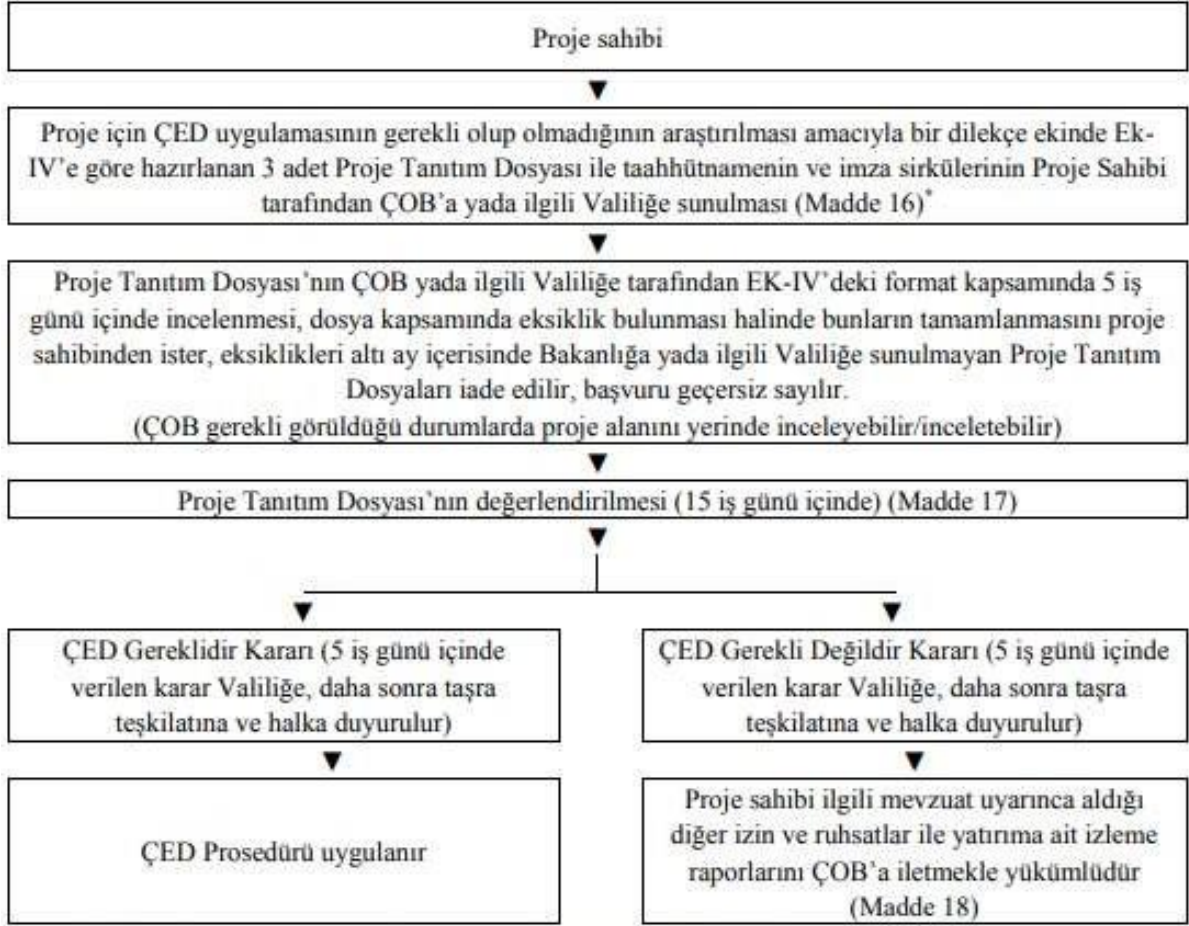 Proje sahibi
Proje için ÇED uygulamasının gerekli olup olmadığının araştırılması amacıyla bir dilekçe ekinde Ek-
IV’e göre hazırlanan 3 adet Proje Tanıtım Dosyası ile taahhütnamenin ve imza sirkülerinin Proje Sahibi
tarafından ÇOB’a yada ilgili Valiliğe sunulması (Madde 16)*
Proje Tanıtım Dosyası’nın ÇOB yada ilgili Valiliğe tarafından EK-IV’deki format kapsamında 5 iş
günü içinde incelenmesi, dosya kapsamında eksiklik bulunması halinde bunların tamamlanmasını proje
sahibinden ister, eksiklikleri altı ay içerisinde Bakanlığa yada ilgili Valiliğe sunulmayan Proje Tanıtım
Dosyaları iade edilir, başvuru geçersiz sayılır.
(ÇOB gerekli görüldüğü durumlarda proje alanını yerinde inceleyebilir/inceletebilir)
Proje Tanıtım Dosyası’nın değerlendirilmesi (15 iş günü içinde) (Madde 17)
ÇED Gereklidir Kararı (5 iş günü içinde
verilen karar Valiliğe, daha sonra taşra
teşkilatına ve halka duyurulur)
ÇED Gerekli Değildir Kararı (5 iş günü içinde
verilen karar Valiliğe, daha sonra taşra
teşkilatına ve halka duyurulur)
ÇED Prosedürü uygulanır
Proje sahibi ilgili mevzuat uyarınca aldığı
diğer izin ve ruhsatlar ile yatırıma ait izleme
raporlarını ÇOB’a iletmekle yükümlüdür
(Madde 18)